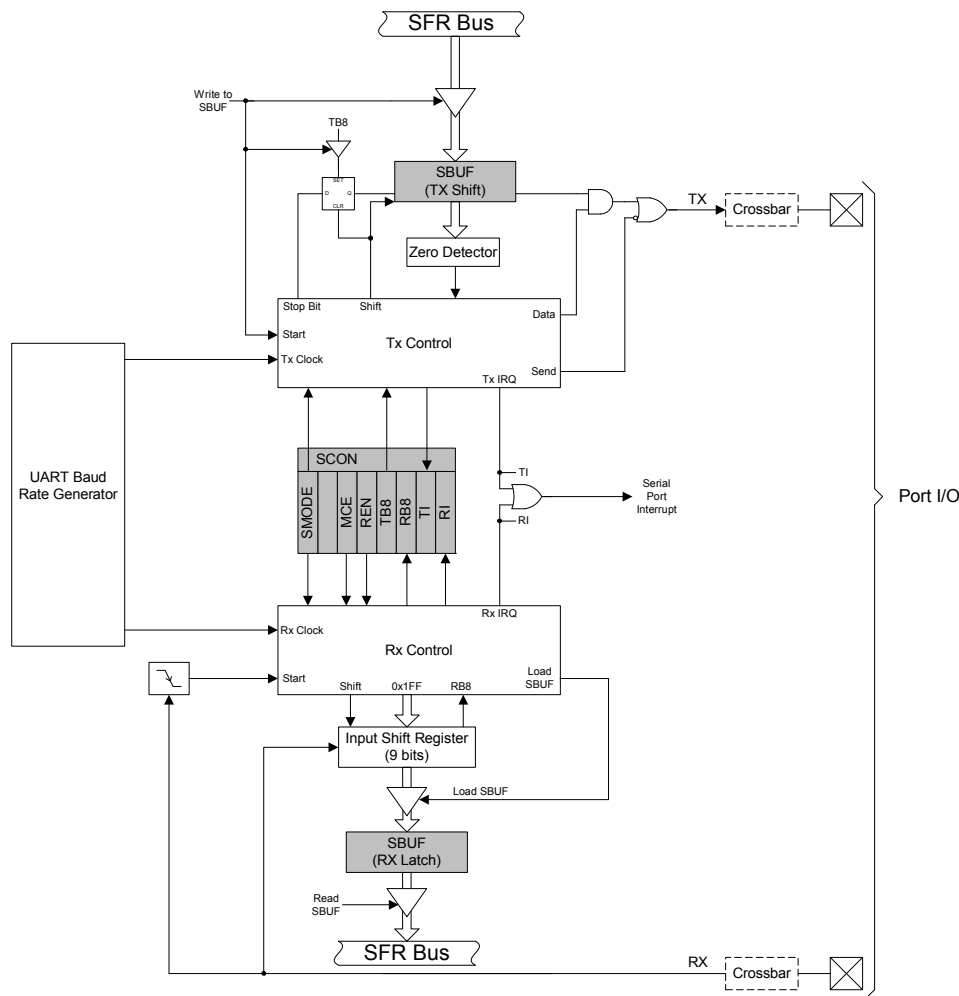 SFR Bus
Write to
SBUF
TB8
SBUF
(TX Shift)
SET
D
Q
CLR
TX
Crossbar
Zero Detector
Stop Bit
Shift
Data
Start
Tx Control
Tx Clock
Send
Tx IRQ
UART Baud
Rate Generator
SCON
SMODE
MCE
REN
TB8
RB8
TI
RI
TI
RI
Serial
Port
Interrupt
Port I/O
Rx IRQ
Rx Clock
Rx Control
Start
Load
SBUF
Shift
0x1FF
RB8
Input Shift Register
(9 bits)
Load SBUF
SBUF
(RX Latch)
Read
SBUF
SFR Bus
RX
Crossbar